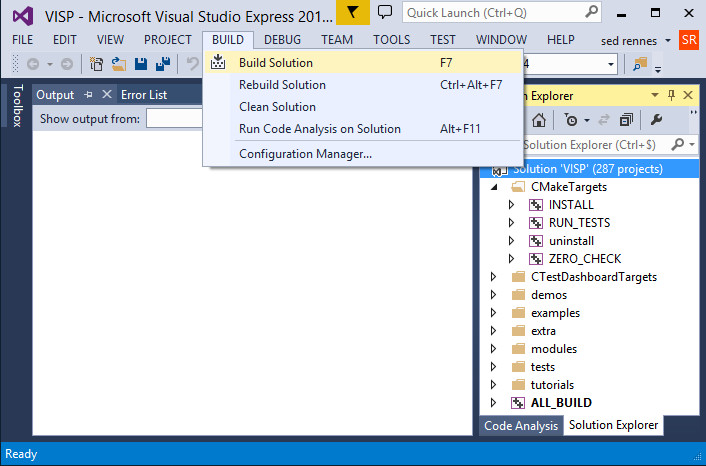 VISP - Microsoft Visual Studio Express 201...
Quick Launch (Ctrl+Q)
FILE EDIT VIEW PROJECT BUILD DEBUG TEAM TOOLS TEST WINDOW HELP sed rennes SR
Build Solution F7
Rebuild Solution Ctrl+Alt+F7
Clean Solution
Run Code Analysis on Solution Alt+F11
Configuration Manager...
4
Toolbox
Output Error List
Show output from:
n Explorer
Solution Explorer (Ctrl+$)
Solution 'VISP' (287 projects)
CMakeTargets
INSTALL
RUN_TESTS
uninstall
ZERO_CHECK
CTestDashboardTargets
demos
examples
extra
modules
tests
tutorials
ALL_BUILD
Code Analysis Solution Explorer
Ready